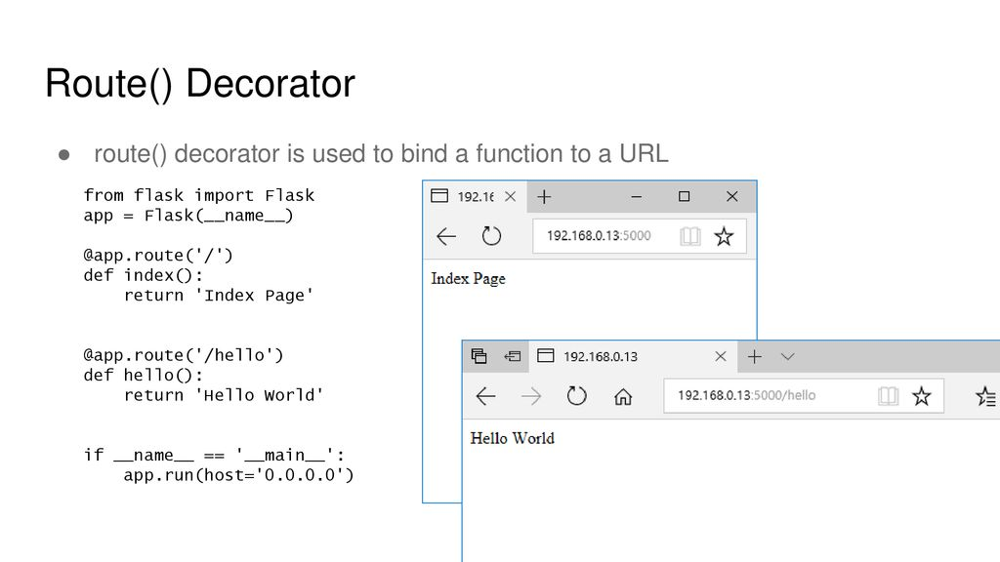 Route() Decorator
● route() decorator is used to bind a function to a URL
from flask import Flask
app = Flask(__name__)
@app.route('/')
def index():
    return 'Index Page'
@app.route('/hello')
def hello():
    return 'Hello World'
if __name__ == '__main__':
    app.run(host='0.0.0.0')
192.16
192.168.0.13:5000
Index Page
192.168.0.13
192.168.0.13:5000/hello
Hello World